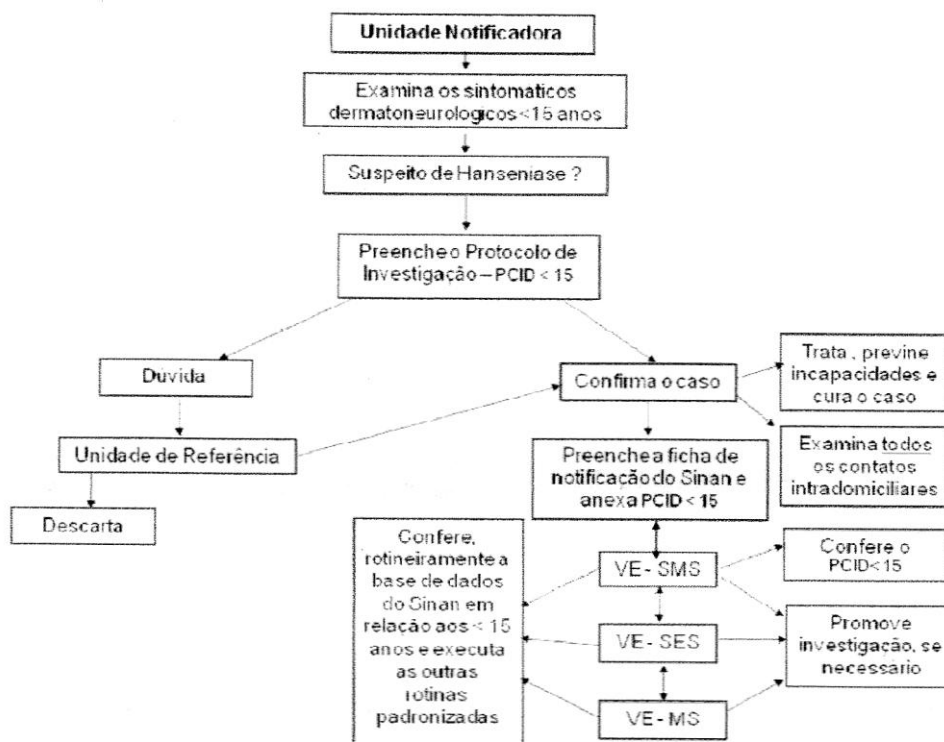 Unidade Notificadora
Examina os sintomaticos
dermatoneurologicos <15 anos
Suspeito de Hanseniase ?
Preenche o Protocolo de
Investigação – PCID < 15
Dúvida
Confirma o caso
Trata , previne
incapacidades e
cura o caso
Unidade de Referência
Preenche a ficha de
notificação do Sinan e
anexa PCID < 15
Examina todos
os contatos
intradomiciliares
Descarta
Confere,
rotineiramente a
base de dados
do Sinan em
relação aos < 15
anos e executa
as outras
rotinas
padronizadas
VE - SMS
Confere o
PCID<15
VE - SES
Promove
investigação, se
necessário
VE - MS